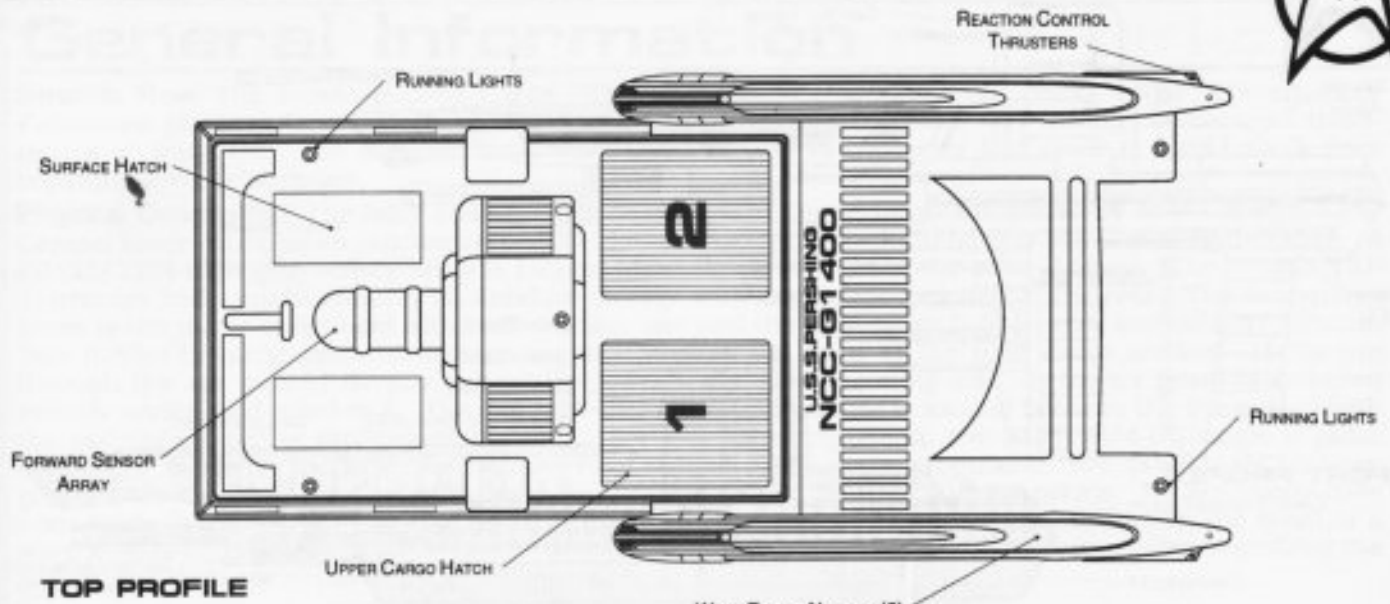 REACTION CONTROL
THRUSTERS
RUNNING LIGHTS
SURFACE HATCH
2
1
U.S.S. PERSHING
NCC-G1400
RUNNING LIGHTS
FORWARD SENSOR
ARRAY
UPPER CARGO HATCH
TOP PROFILE